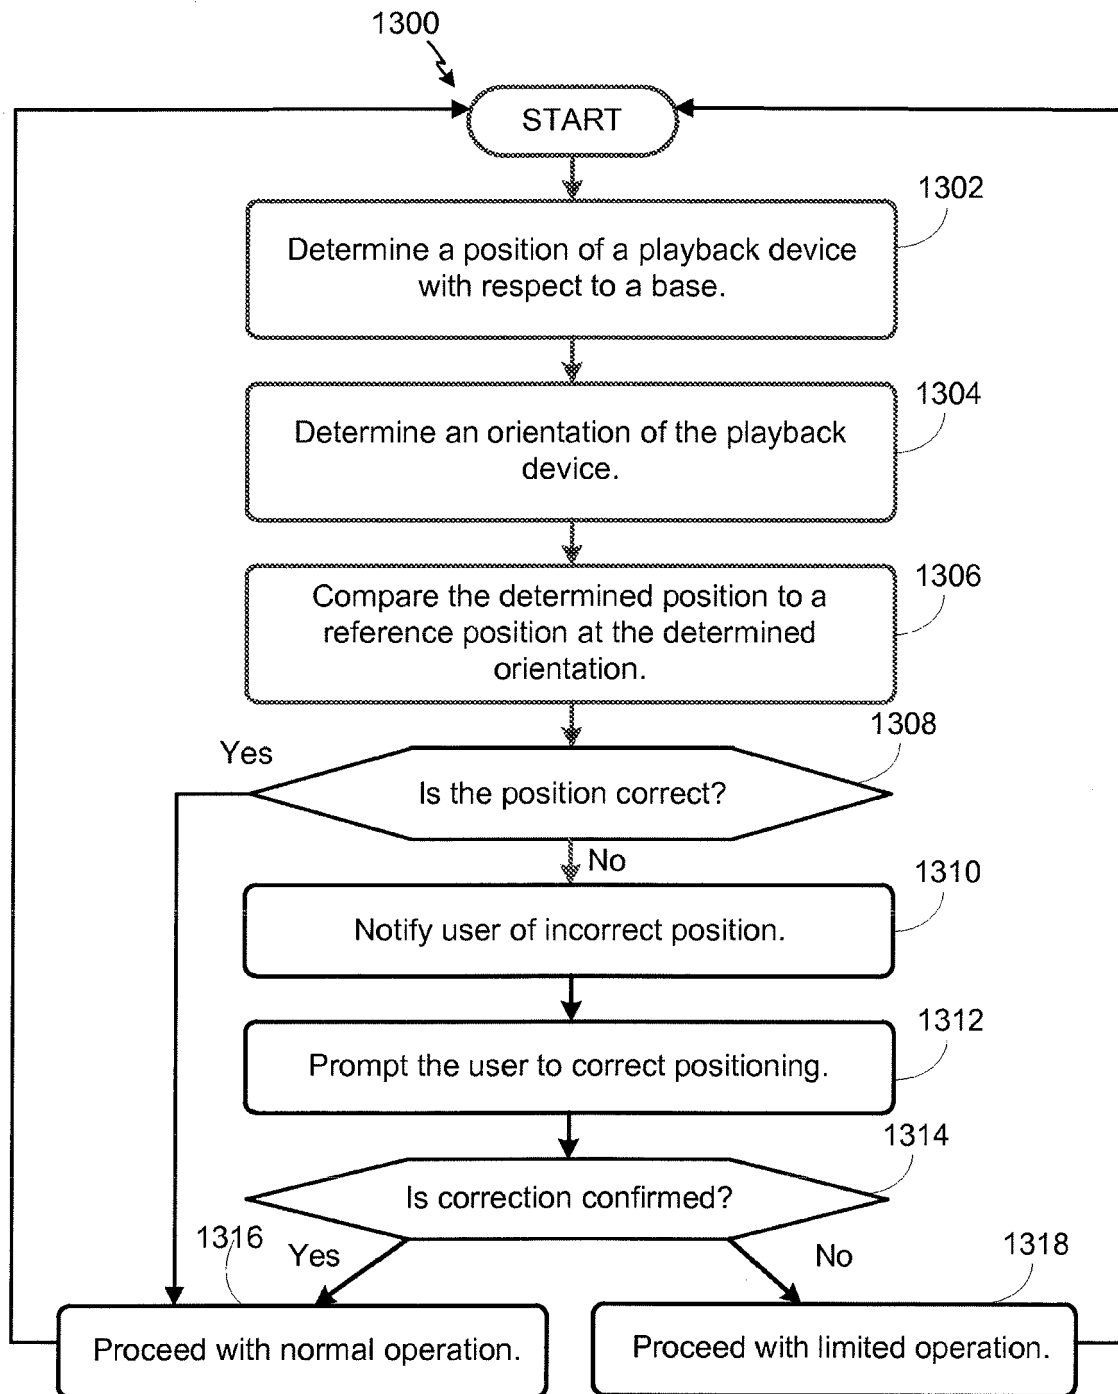 1300
START
1302
Determine a position of a playback device
with respect to a base.
1304
Determine an orientation of the playback
device.
1306
Compare the determined position to a
reference position at the determined
orientation.
1308
Yes
Is the position correct?
No
1310
Notify user of incorrect position.
1312
Prompt the user to correct positioning.
1314
Is correction confirmed?
1316
Yes
No
1318
Proceed with normal operation.
Proceed with limited operation.